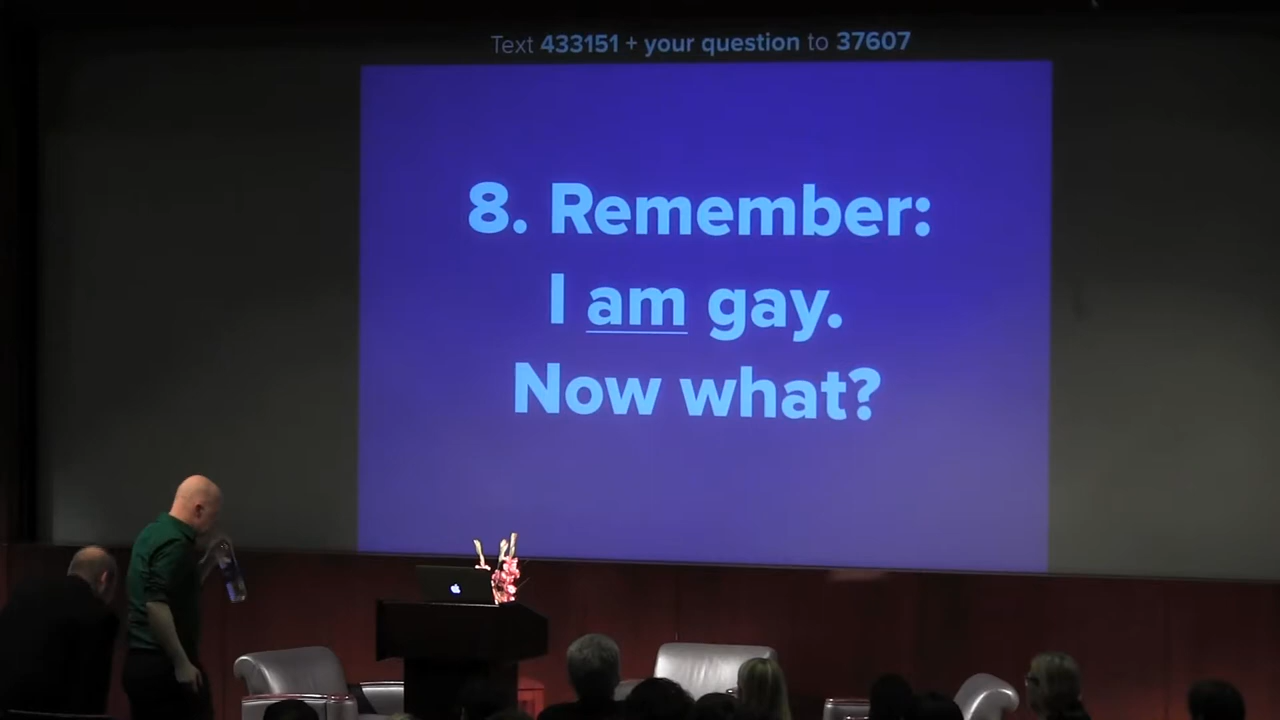 Text 433151 + your question to 37607
8. Remember:
I am gay.
Now what?